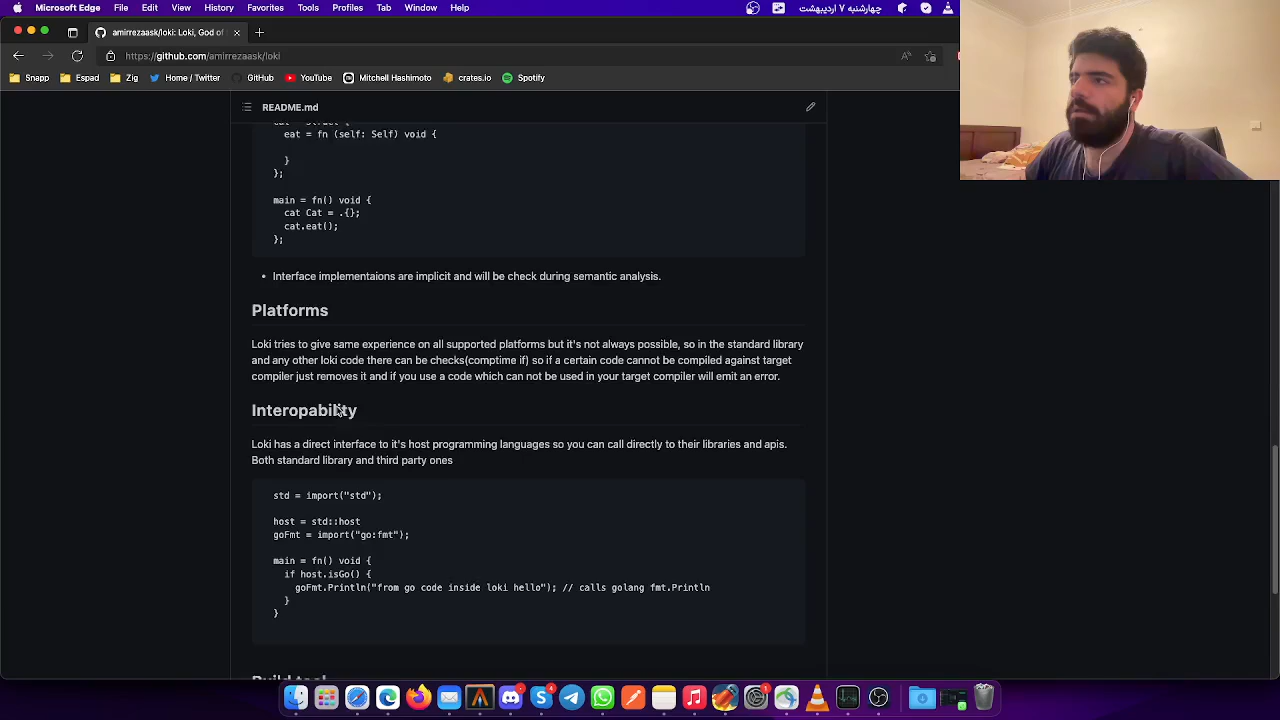 Microsoft Edge File Edit View History Favorites Tools Profiles Tab Window Help
چهارشنبه ۷ اردیبهشت
amirrezaask/loki: Loki, God of
https://github.com/amirrezaask/loki
Snapp Espad Zig Home / Twitter GitHub YouTube Mitchell Hashimoto crates.io Spotify
README.md
eat = fn (self: Self) void {
}
};
main = fn() void {
cat Cat = .{};
cat.eat();
};
• Interface implementaions are implicit and will be check during semantic analysis.
Platforms
Loki tries to give same experience on all supported platforms but it's not always possible, so in the standard library
and any other loki code there can be checks(comptime if) so if a certain code cannot be compiled against target
compiler just removes it and if you use a code which can not be used in your target compiler will emit an error.
Interopability
Loki has a direct interface to it's host programming languages so you can call directly to their libraries and apis.
Both standard library and third party ones
std = import("std");
host = std::host
goFmt = import("go:fmt");
main = fn() void {
if host.isGo() {
goFmt.Println("from go code inside loki hello"); // calls golang fmt.Println
}
}